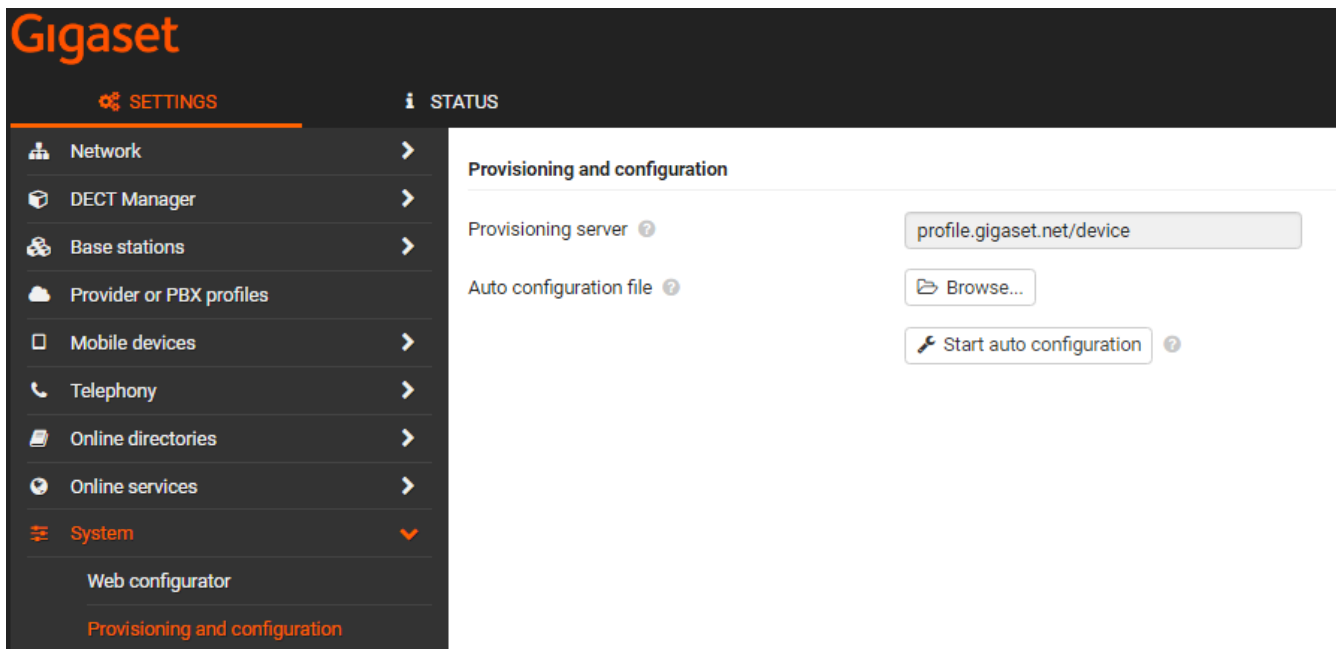 Gigaset
SETTINGS
i STATUS
Network
DECT Manager
Base stations
Provider or PBX profiles
Mobile devices
Telephony
Online directories
Online services
System
Web configurator
Provisioning and configuration
Provisioning and configuration
Provisioning server ?
profile.gigaset.net/device
Auto configuration file ?
Browse...
Start auto configuration ?